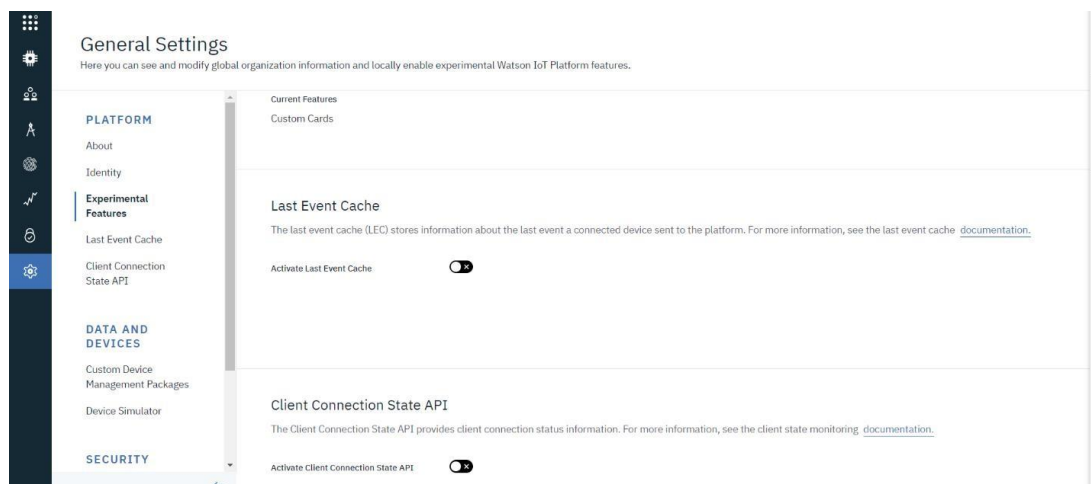 General Settings
Here you can see and modify global organization information and locally enable experimental Watson IoT Platform features.
PLATFORM
About
Identity
Experimental
Features
Last Event Cache
Client Connection
State API
DATA AND
DEVICES
Custom Device
Management Packages
Device Simulator
SECURITY
Current Features
Custom Cards
Last Event Cache
The last event cache (LEC) stores information about the last event a connected device sent to the platform. For more information, see the last event cache documentation.
Activate Last Event Cache
Client Connection State API
The Client Connection State API provides client connection status information. For more information, see the client state monitoring documentation.
Activate Client Connection State API